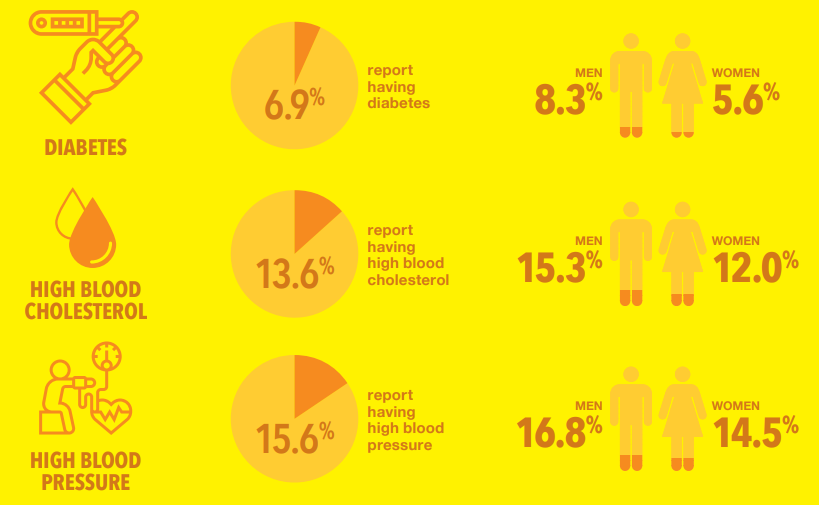 DIABETES
6.9%
report
having
diabetes
MEN
8.3%
WOMEN
5.6%
HIGH BLOOD
CHOLESTEROL
13.6%
report
having
high blood
cholesterol
MEN
15.3%
WOMEN
12.0%
HIGH BLOOD
PRESSURE
15.6%
report
having
high blood
pressure
MEN
16.8%
WOMEN
14.5%